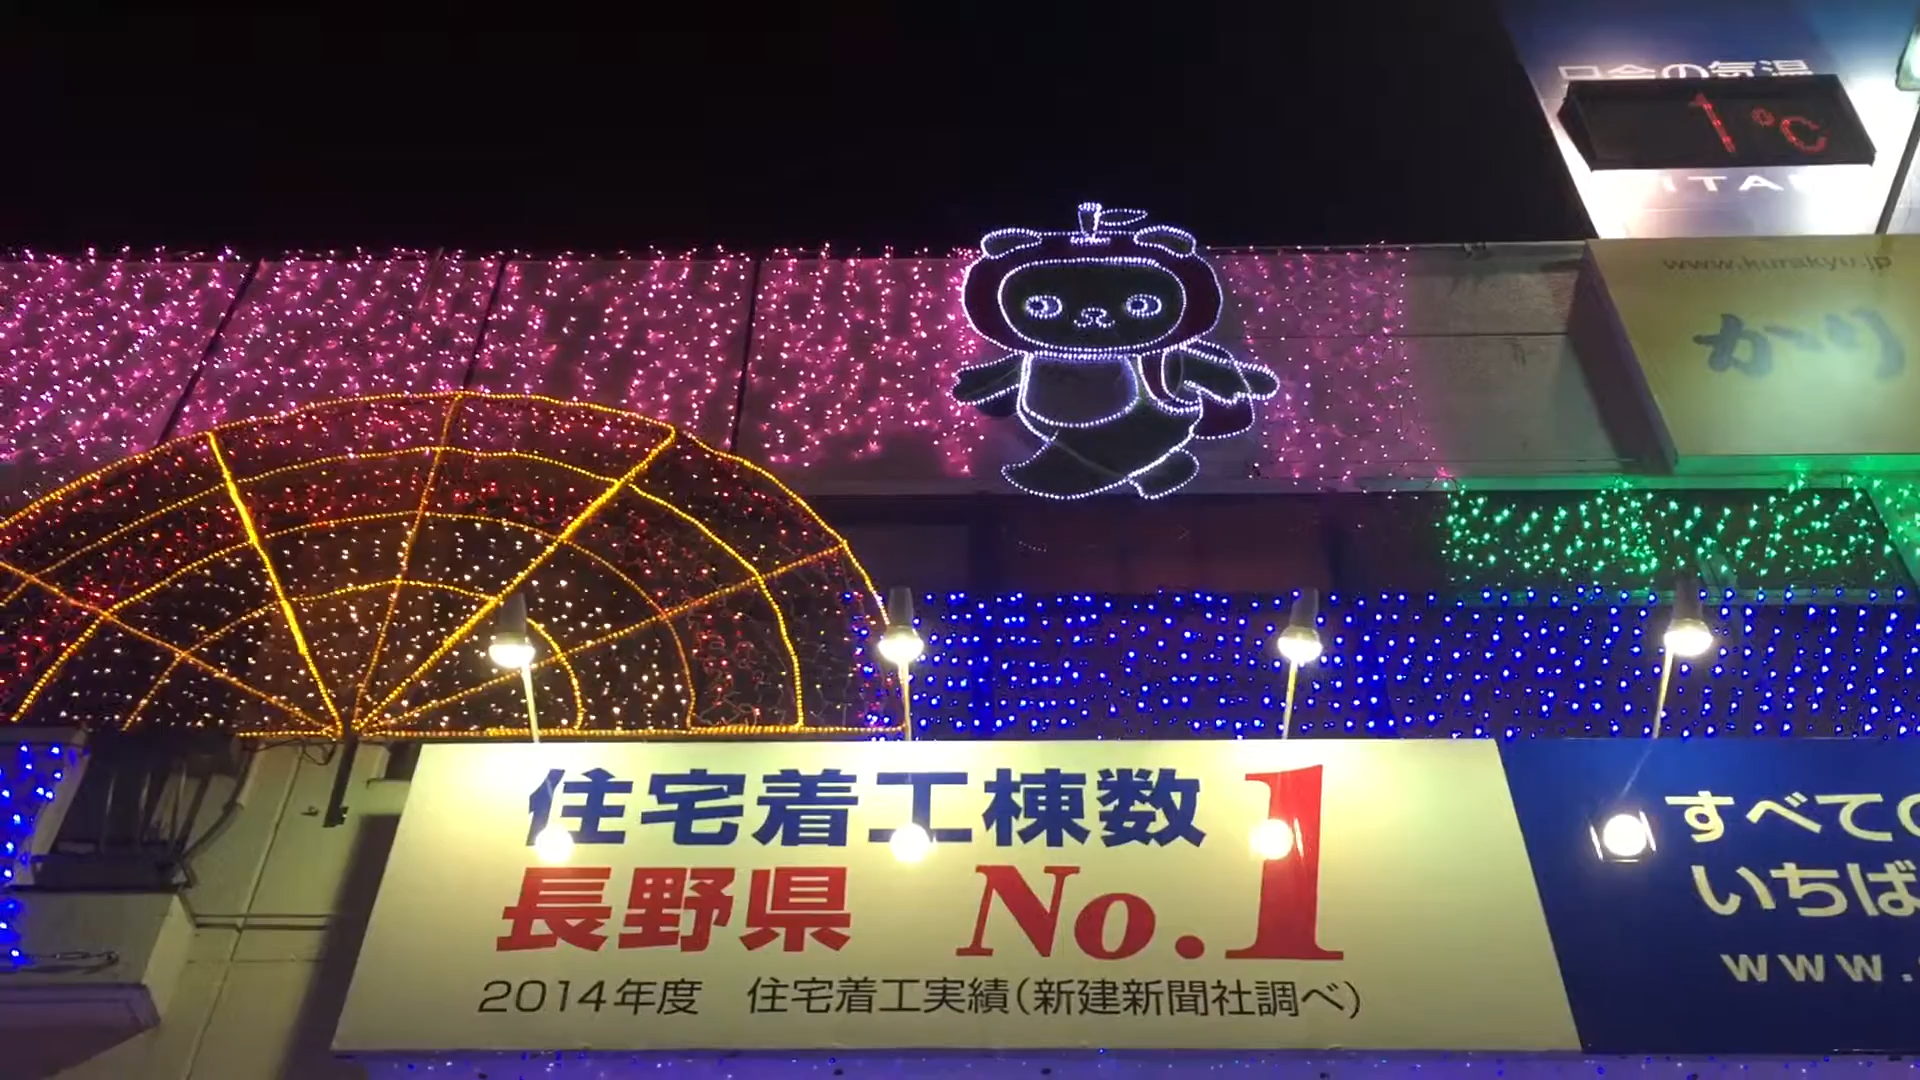 只今の気温
1℃
www.kurakyu.jp
住宅着工棟数
長野県 No.1
2014年度 住宅着工実績(新建新聞社調べ)
すべての
いちば
www.